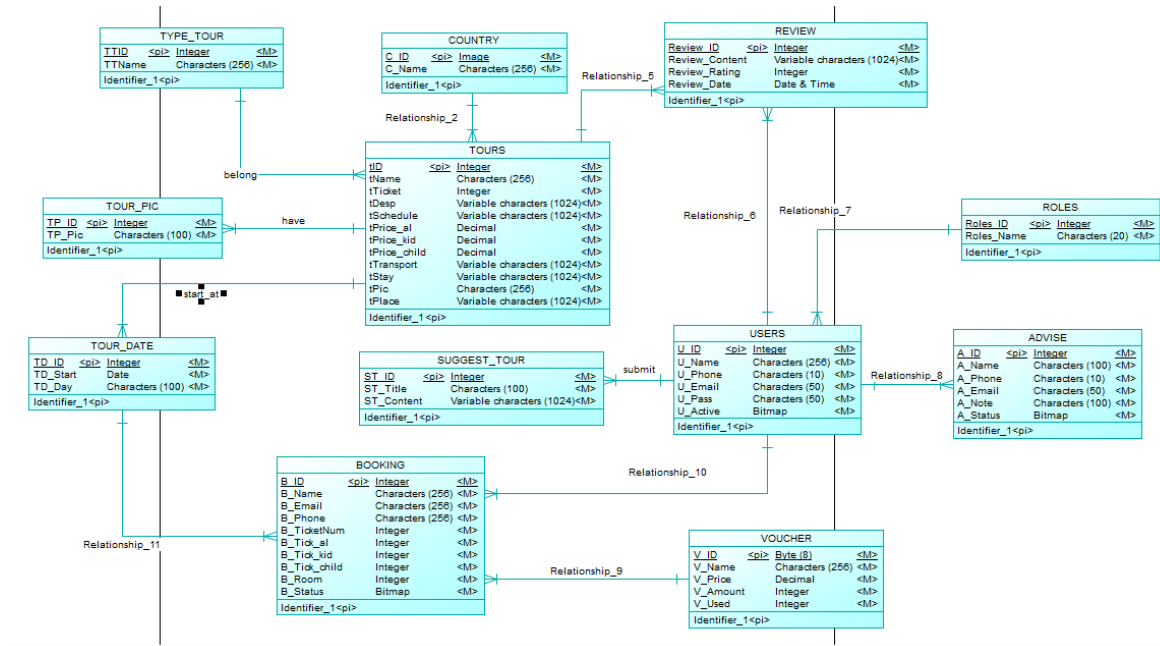 TYPE_TOUR
TTID <pi> Integer <M>
TTName Characters (256) <M>
Identifier_1<pi>
COUNTRY
C_ID <pi> Image <M>
C_Name Characters (256) <M>
Identifier_1<pi>
REVIEW
Review_ID <pi> Integer <M>
Review_Content Variable characters (1024)<M>
Review_Rating Integer <M>
Review_Date Date & Time <M>
Identifier_1<pi>
Relationship_5
Relationship_2
belong
TOURS
tID <pi> Integer <M>
tName Characters (256) <M>
tTicket Integer <M>
tDesp Variable characters (1024)<M>
tSchedule Variable characters (1024)<M>
tPrice_al Decimal <M>
tPrice_kid Decimal <M>
tPrice_child Decimal <M>
tTransport Variable characters (1024)<M>
tStay Variable characters (1024)<M>
tPic Characters (256) <M>
tPlace Variable characters (1024)<M>
Identifier_1<pi>
TOUR_PIC
TP_ID <pi> Integer <M>
TP_Pic Characters (100) <M>
Identifier_1<pi>
have
Relationship_6
Relationship_7
ROLES
Roles_ID <pi> Integer <M>
Roles_Name Characters (20) <M>
Identifier_1<pi>
start_at
TOUR_DATE
TD_ID <pi> Integer <M>
TD_Start Date <M>
TD_Day Characters (100) <M>
Identifier_1<pi>
SUGGEST_TOUR
ST_ID <pi> Integer <M>
ST_Title Characters (100) <M>
ST_Content Variable characters (1024)<M>
Identifier_1<pi>
submit
USERS
U_ID <pi> Integer <M>
U_Name Characters (256) <M>
U_Phone Characters (10) <M>
U_Email Characters (50) <M>
U_Pass Characters (50) <M>
U_Active Bitmap <M>
Identifier_1<pi>
Relationship_8
ADVISE
A_ID <pi> Integer <M>
A_Name Characters (100) <M>
A_Phone Characters (10) <M>
A_Email Characters (50) <M>
A_Note Characters (100) <M>
A_Status Bitmap <M>
Identifier_1<pi>
BOOKING
B_ID <pi> Integer <M>
B_Name Characters (256) <M>
B_Email Characters (256) <M>
B_Phone Characters (256) <M>
B_TicketNum Integer <M>
B_Tick_al Integer <M>
B_Tick_kid Integer <M>
B_Tick_child Integer <M>
B_Room Integer <M>
B_Status Bitmap <M>
Identifier_1<pi>
Relationship_10
Relationship_11
Relationship_9
VOUCHER
V_ID <pi> Byte (8) <M>
V_Name Characters (256) <M>
V_Price Decimal <M>
V_Amount Integer <M>
V_Used Integer <M>
Identifier_1<pi>